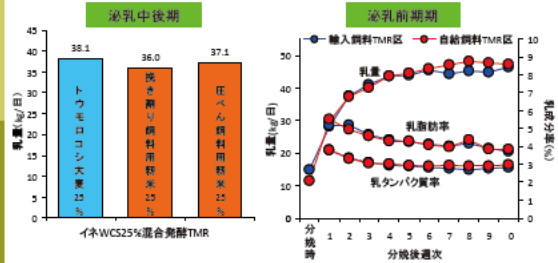 泌乳中後期
乳量(kg/日)
45
40
35
30
25
20
15
10
5
0
38.1
36.0
37.1
トウモロコシ大麦25%
挽き割り飼料用籾米25%
圧ぺん飼料用籾米25%
イネWCS25%混合発酵TMR
泌乳前期期
輸入飼料TMR区
自給飼料TMR区
乳量(kg/日)
50
40
30
20
10
0
乳量
乳脂肪率
乳タンパク質率
10
9
8
7
6
5
4
3
2
1
0
乳成分率(%)
分娩時
1 2 3 4 5 6 7 8 9 0
分娩後週次